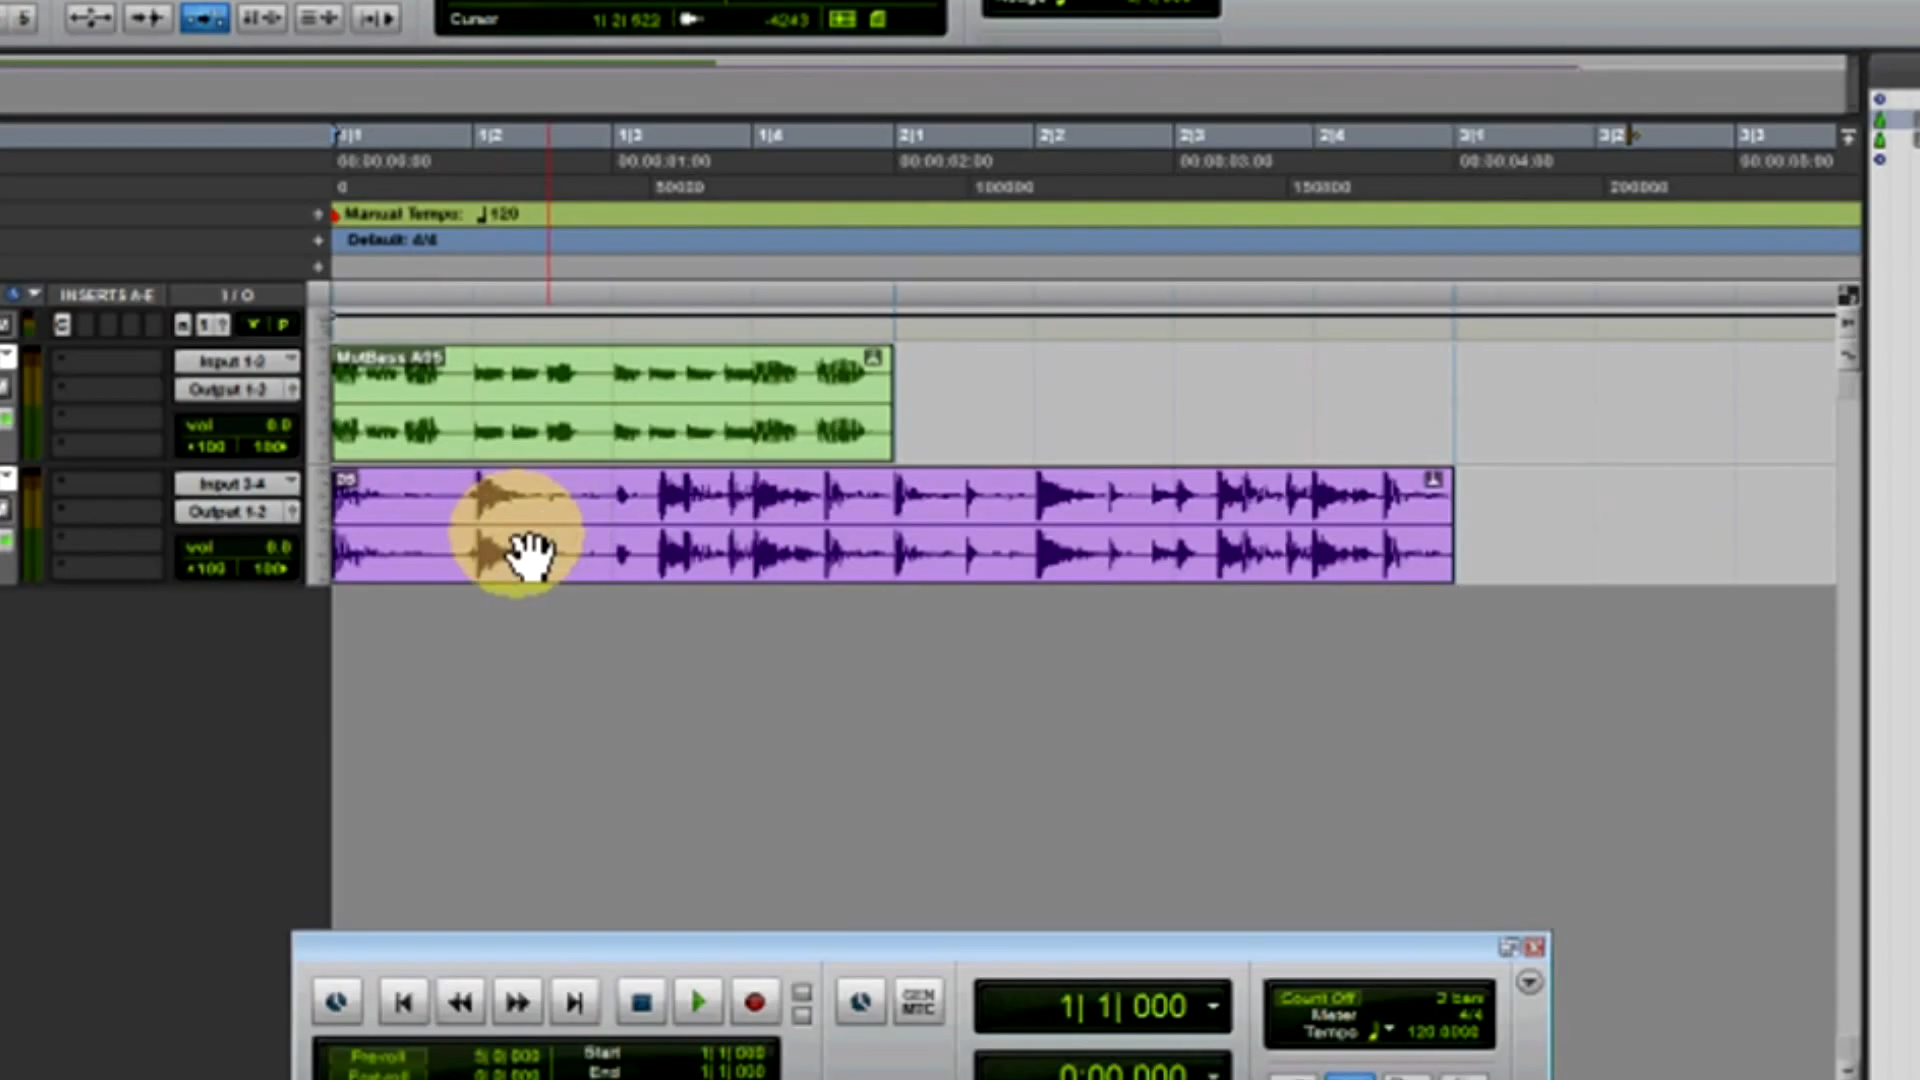 5
Cursor 1| 2| 622 -4243
1|1 1|2 1|3 1|4 2|1 2|2 2|3 2|4 3|1 3|2 3|3
00:00:00:00 00:00:01:00 00:00:02:00 00:00:03:00 00:00:04:00 00:00:05:00
0 50000 100000 150000 200000
Manual Tempo: 120
Default: 4/4
INSERTS A-E I / O
P
MutBass A05
Input 1-2
Output 1-2
vol 0.0
100 100
Input 3-4
Output 1-2
vol 0.0
100 100
GEN
MTC
1| 1| 000
Count Off 2 bars
Meter 4/4
Tempo 120.0000
Pre-roll 5| 0| 000 Start 1| 1| 000
Post-roll 0| 0| 000 End 1| 1| 000
0:00.000